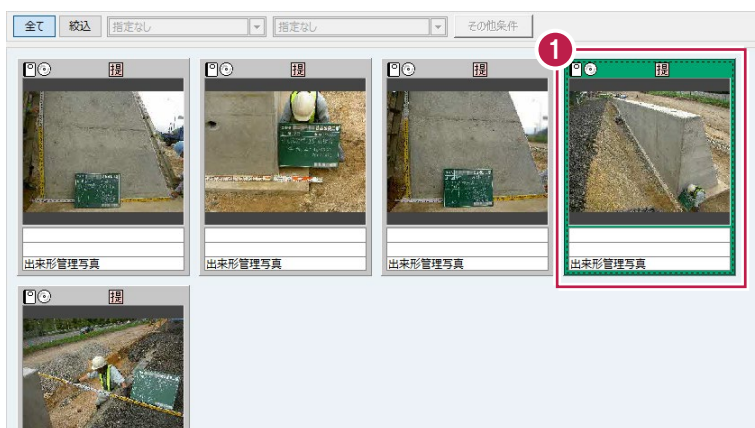 全て 絞込 指定なし 指定なし その他条件
1
提 提 提 提
出来形管理写真 出来形管理写真 出来形管理写真 出来形管理写真
提